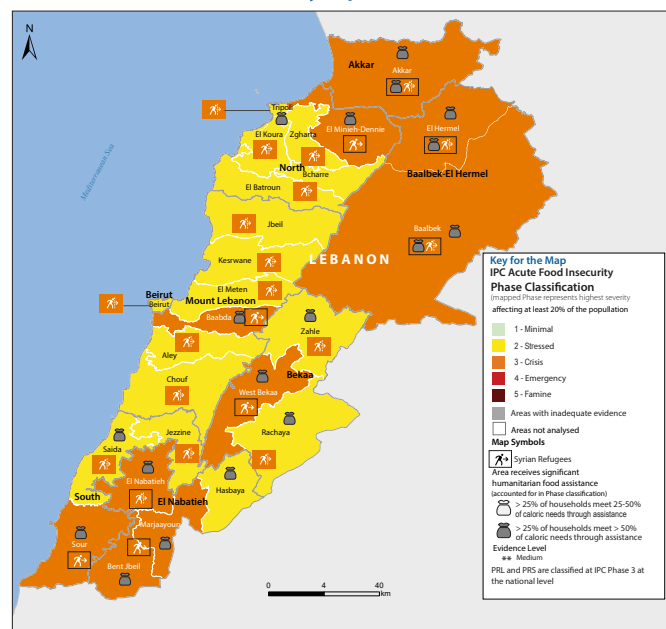 N
Mediterranean Sea
Akkar
Akkar
Tripoli
El Minieh-Dennie
El Koura
Zgharta
El Hermel
North
Bcharre
Baalbek-El Hermel
El Batroun
Jbeil
Baalbek
LEBANON
Kesrwane
El Meten
Beirut
Beirut
Mount Lebanon
Baabda
Zahle
Aley
Bekaa
Chouf
West Bekaa
Jezzine
Rachaya
Saida
El Nabatieh
Hasbaya
South
El Nabatieh
Marjaayoun
Sour
Bent Jbeil
0 20 40
km
Key for the Map
IPC Acute Food Insecurity
Phase Classification
(mapped Phase represents highest severity
affecting at least 20% of the popullation
1 - Minimal
2 - Stressed
3 - Crisis
4 - Emergency
5 - Famine
Areas with inadequate evidence
Areas not analysed
Map Symbols
Syrian Refugees
Area receives significant
humanitarian food assistance
(accounted for in Phase classification)
> 25% of households meet 25-50%
of caloric needs through assistance
> 25% of households meet > 50%
of caloric needs through assistance
Evidence Level
** Medium
PRL and PRS are classified at IPC Phase 3 at
the national level